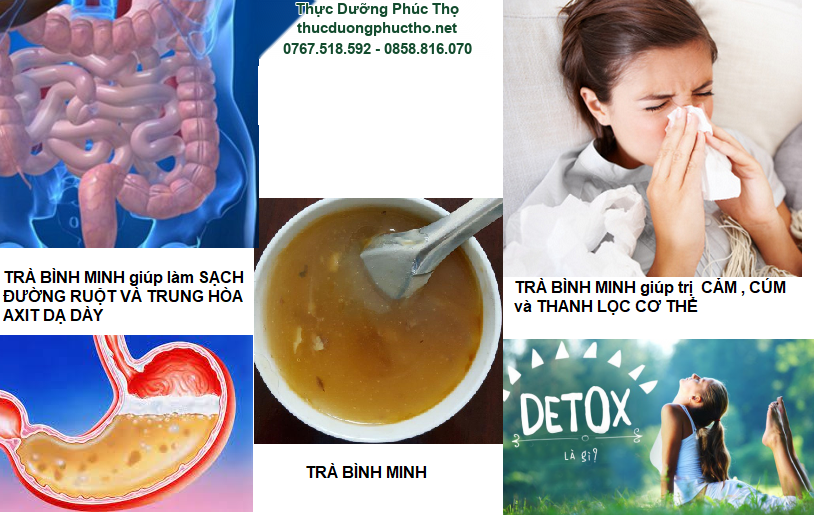 Thực Dưỡng Phúc Thọ
thucduongphuctho.net
0767.518.592 - 0858.816.070
TRÀ BÌNH MINH giúp làm SẠCH
ĐƯỜNG RUỘT VÀ TRUNG HÒA
AXIT DẠ DÀY
TRÀ BÌNH MINH giúp trị CẢM , CÚM
và THANH LỌC CƠ THỂ
DETOX
là gì?
TRÀ BÌNH MINH